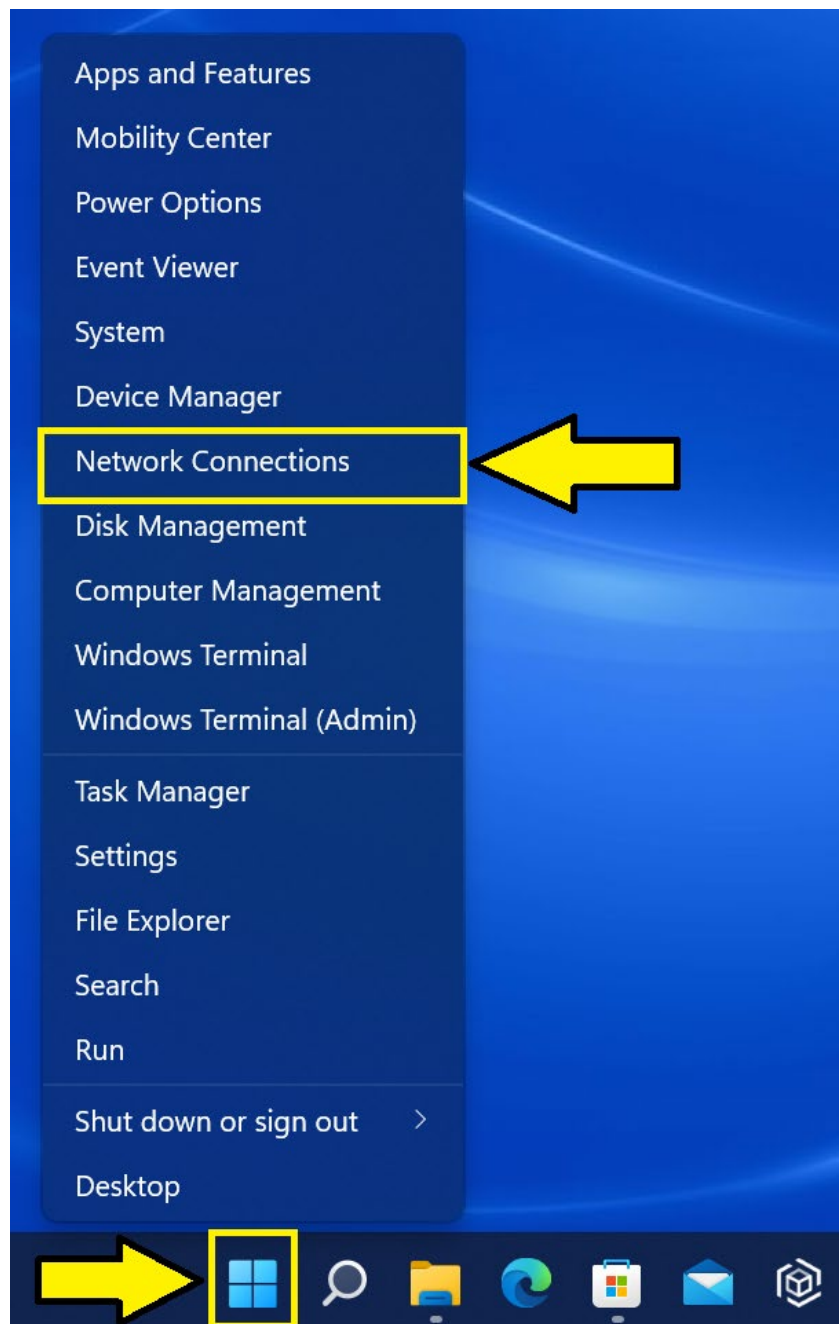 Apps and Features
Mobility Center
Power Options
Event Viewer
System
Device Manager
Network Connections
Disk Management
Computer Management
Windows Terminal
Windows Terminal (Admin)
Task Manager
Settings
File Explorer
Search
Run
Shut down or sign out
Desktop